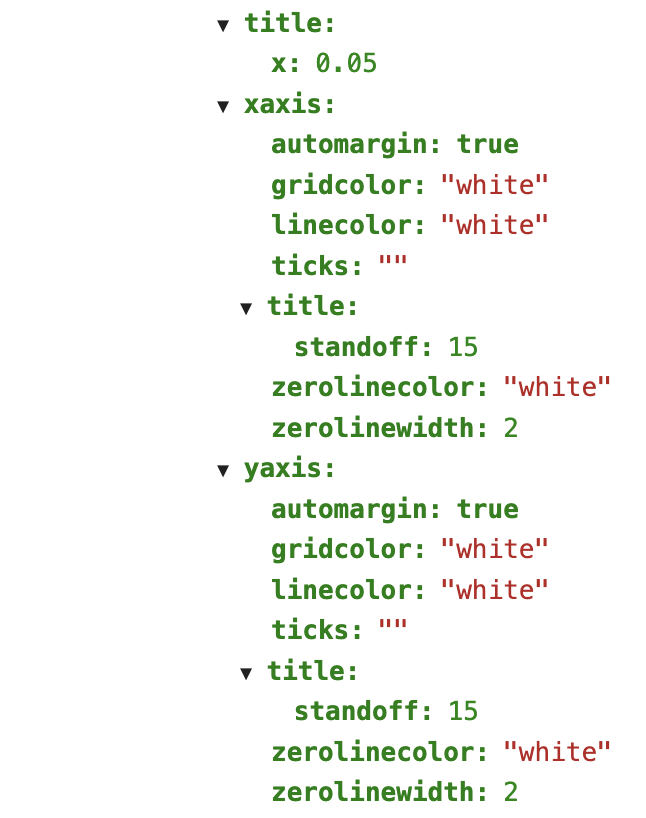 ▼ title:
x: 0.05
▼ xaxis:
automargin: true
gridcolor: "white"
linecolor: "white"
ticks: ""
▼ title:
standoff: 15
zerolinecolor: "white"
zerolinewidth: 2
▼ yaxis:
automargin: true
gridcolor: "white"
linecolor: "white"
ticks: ""
▼ title:
standoff: 15
zerolinecolor: "white"
zerolinewidth: 2